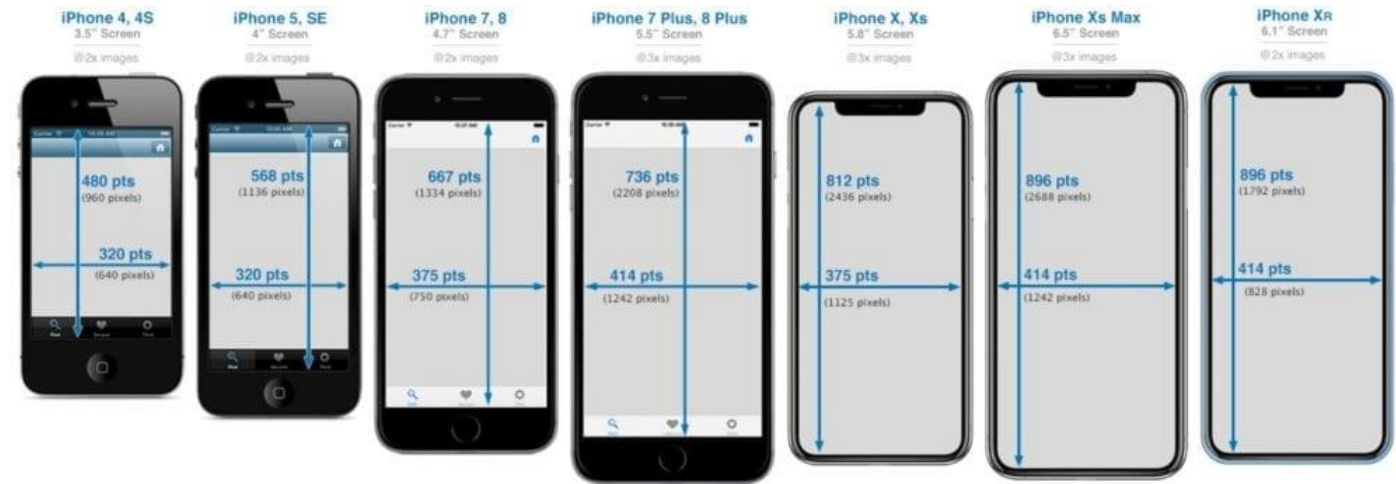 iPhone 4, 4S
3.5" Screen
@2x images
480 pts
(960 pixels)
320 pts
(640 pixels)
iPhone 5, SE
4" Screen
@2x images
568 pts
(1136 pixels)
320 pts
(640 pixels)
iPhone 7, 8
4.7" Screen
@2x images
667 pts
(1334 pixels)
375 pts
(750 pixels)
iPhone 7 Plus, 8 Plus
5.5" Screen
@3x images
736 pts
(2208 pixels)
414 pts
(1242 pixels)
iPhone X, Xs
5.8" Screen
@3x images
812 pts
(2436 pixels)
375 pts
(1125 pixels)
iPhone Xs Max
6.5" Screen
@3x images
896 pts
(2688 pixels)
414 pts
(1242 pixels)
iPhone XR
6.1" Screen
@2x images
896 pts
(1792 pixels)
414 pts
(828 pixels)